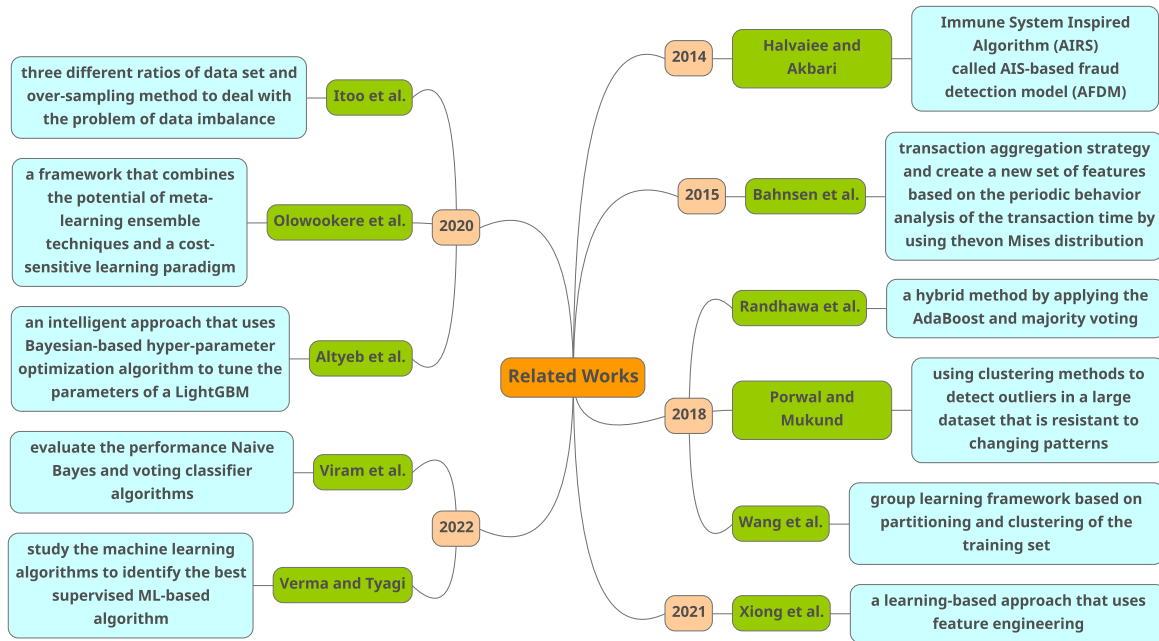 Related Works
2014
Halvaiee and
Akbari
Immune System Inspired
Algorithm (AIRS)
called AIS-based fraud
detection model (AFDM)
2015
Bahnsen et al.
transaction aggregation strategy
and create a new set of features
based on the periodic behavior
analysis of the transaction time by
using thevon Mises distribution
2018
Randhawa et al.
a hybrid method by applying the
AdaBoost and majority voting
Porwal and
Mukund
using clustering methods to
detect outliers in a large
dataset that is resistant to
changing patterns
Wang et al.
group learning framework based on
partitioning and clustering of the
training set
2021
Xiong et al.
a learning-based approach that uses
feature engineering
2020
Itoo et al.
three different ratios of data set and
over-sampling method to deal with
the problem of data imbalance
Olowookere et al.
a framework that combines
the potential of meta-
learning ensemble
techniques and a cost-
sensitive learning paradigm
Altyeb et al.
an intelligent approach that uses
Bayesian-based hyper-parameter
optimization algorithm to tune the
parameters of a LightGBM
2022
Viram et al.
evaluate the performance Naive
Bayes and voting classifier
algorithms
Verma and Tyagi
study the machine learning
algorithms to identify the best
supervised ML-based
algorithm